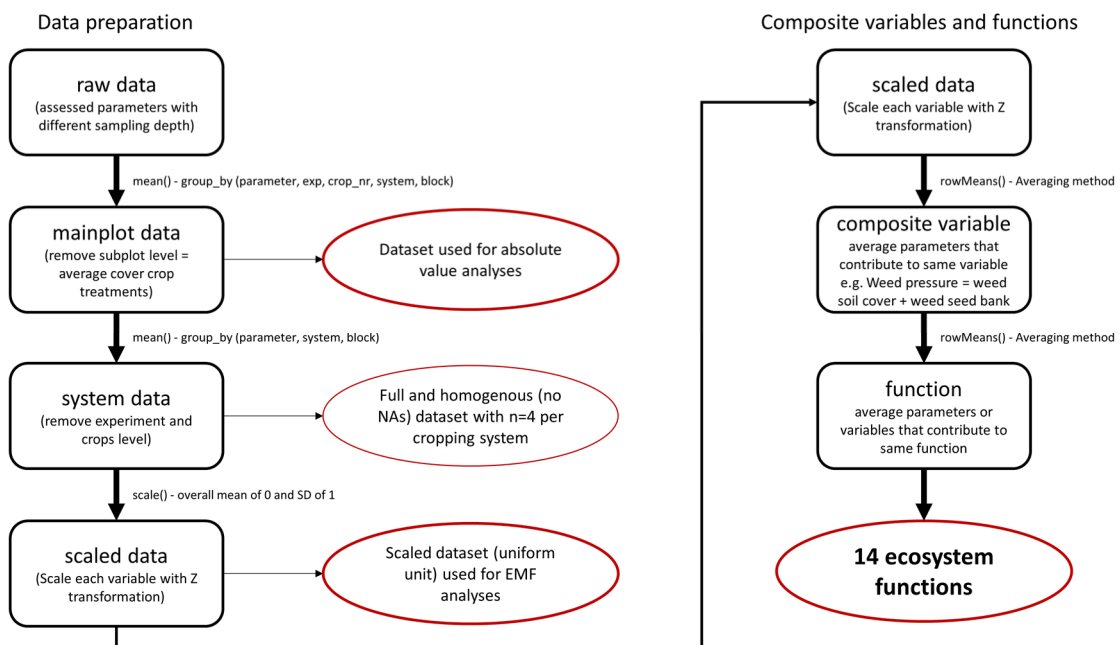 Data preparation
raw data
(assessed parameters with
different sampling depth)
mean() - group_by (parameter, exp, crop_nr, system, block)
mainplot data
(remove subplot level =
average cover crop
treatments)
Dataset used for absolute
value analyses
mean() - group_by (parameter, system, block)
system data
(remove experiment and
crops level)
Full and homogenous (no
NAs) dataset with n=4 per
cropping system
scale() - overall mean of 0 and SD of 1
scaled data
(Scale each variable with Z
transformation)
Scaled dataset (uniform
unit) used for EMF
analyses
Composite variables and functions
scaled data
(Scale each variable with Z
transformation)
rowMeans() - Averaging method
composite variable
average parameters that
contribute to same variable
e.g. Weed pressure = weed
soil cover + weed seed bank
rowMeans() - Averaging method
function
average parameters or
variables that contribute to
same function
14 ecosystem
functions